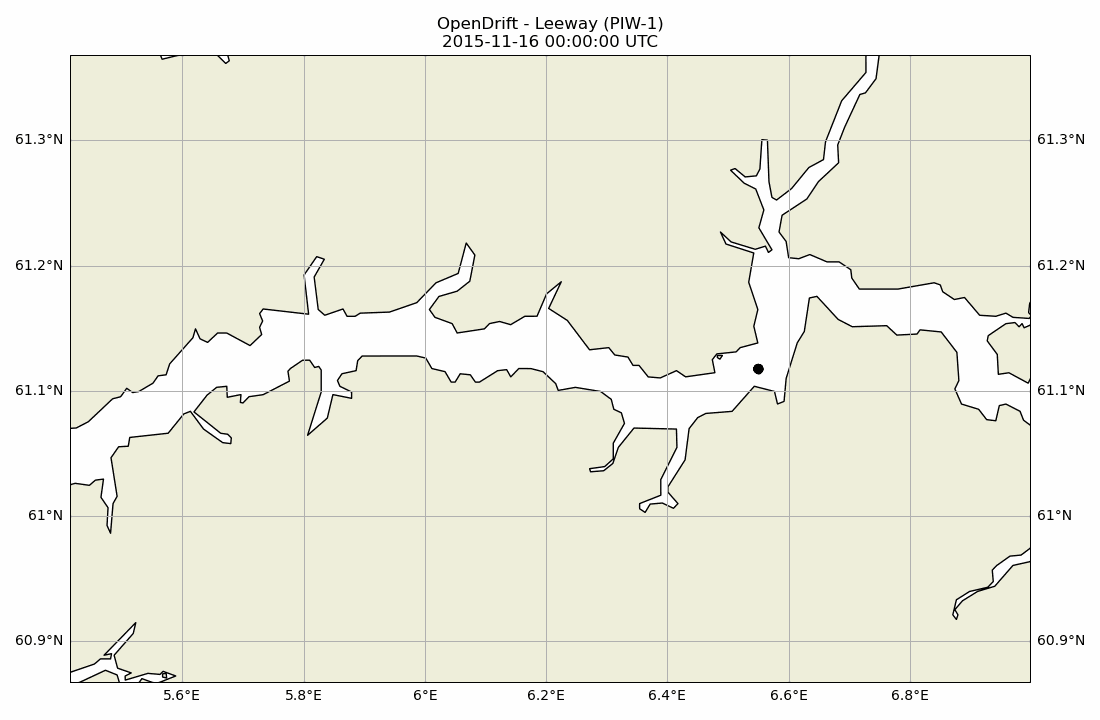 OpenDrift - Leeway (PIW-1)
2015-11-16 00:00:00 UTC
61.3°N 61.3°N
61.2°N 61.2°N
61.1°N 61.1°N
61°N 61°N
60.9°N 60.9°N
5.6°E 5.8°E 6°E 6.2°E 6.4°E 6.6°E 6.8°E